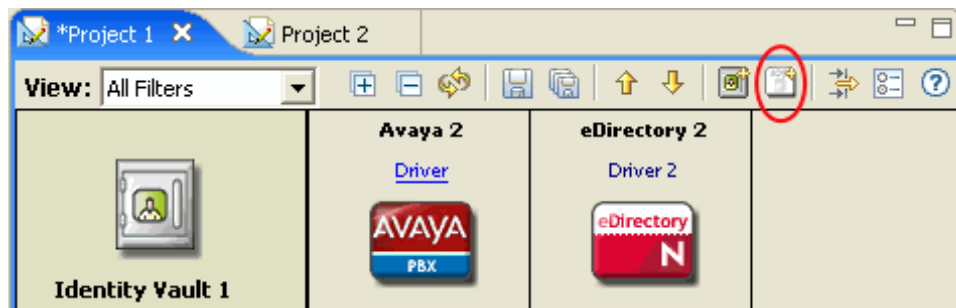 *Project 1
Project 2
View: All Filters
Avaya 2
eDirectory 2
Driver
Driver 2
AVAYA
PBX
eDirectory
N
Identity Vault 1